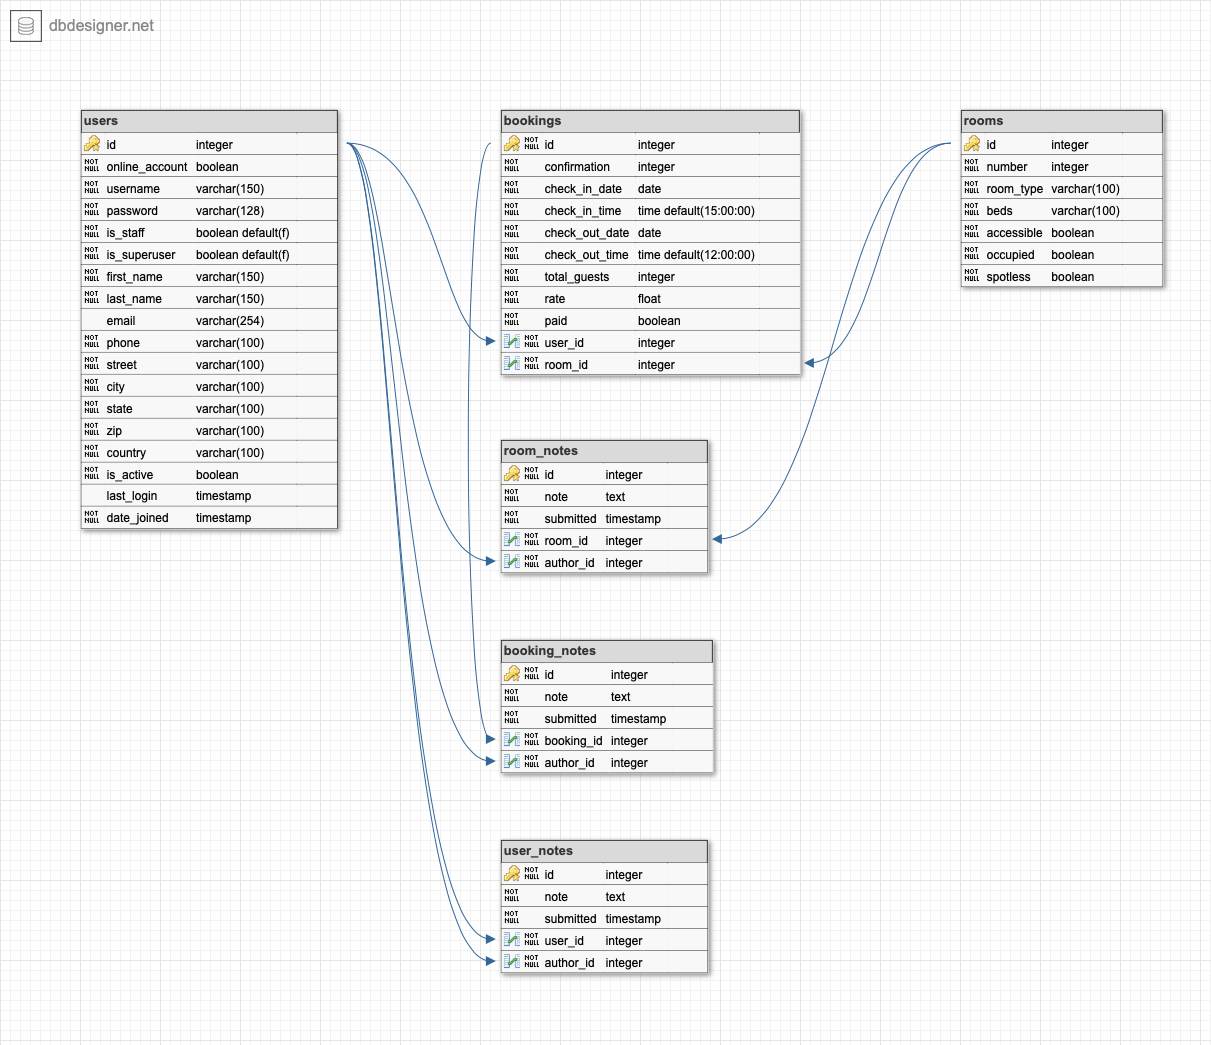 dbdesigner.net
users
id integer
NOT NULL online_account boolean
NOT NULL username varchar(150)
NOT NULL password varchar(128)
NOT NULL is_staff boolean default(f)
NOT NULL is_superuser boolean default(f)
NOT NULL first_name varchar(150)
NOT NULL last_name varchar(150)
email varchar(254)
NOT NULL phone varchar(100)
NOT NULL street varchar(100)
NOT NULL city varchar(100)
NOT NULL state varchar(100)
NOT NULL zip varchar(100)
NOT NULL country varchar(100)
NOT NULL is_active boolean
last_login timestamp
NOT NULL date_joined timestamp
bookings
NOT NULL id integer
NOT NULL confirmation integer
NOT NULL check_in_date date
NOT NULL check_in_time time default(15:00:00)
NOT NULL check_out_date date
NOT NULL check_out_time time default(12:00:00)
NOT NULL total_guests integer
NOT NULL rate float
NOT NULL paid boolean
NOT NULL user_id integer
NOT NULL room_id integer
rooms
id integer
NOT NULL number integer
NOT NULL room_type varchar(100)
NOT NULL beds varchar(100)
NOT NULL accessible boolean
NOT NULL occupied boolean
NOT NULL spotless boolean
room_notes
NOT NULL id integer
NOT NULL note text
NOT NULL submitted timestamp
NOT NULL room_id integer
NOT NULL author_id integer
booking_notes
NOT NULL id integer
NOT NULL note text
NOT NULL submitted timestamp
NOT NULL booking_id integer
NOT NULL author_id integer
user_notes
NOT NULL id integer
NOT NULL note text
NOT NULL submitted timestamp
NOT NULL user_id integer
NOT NULL author_id integer